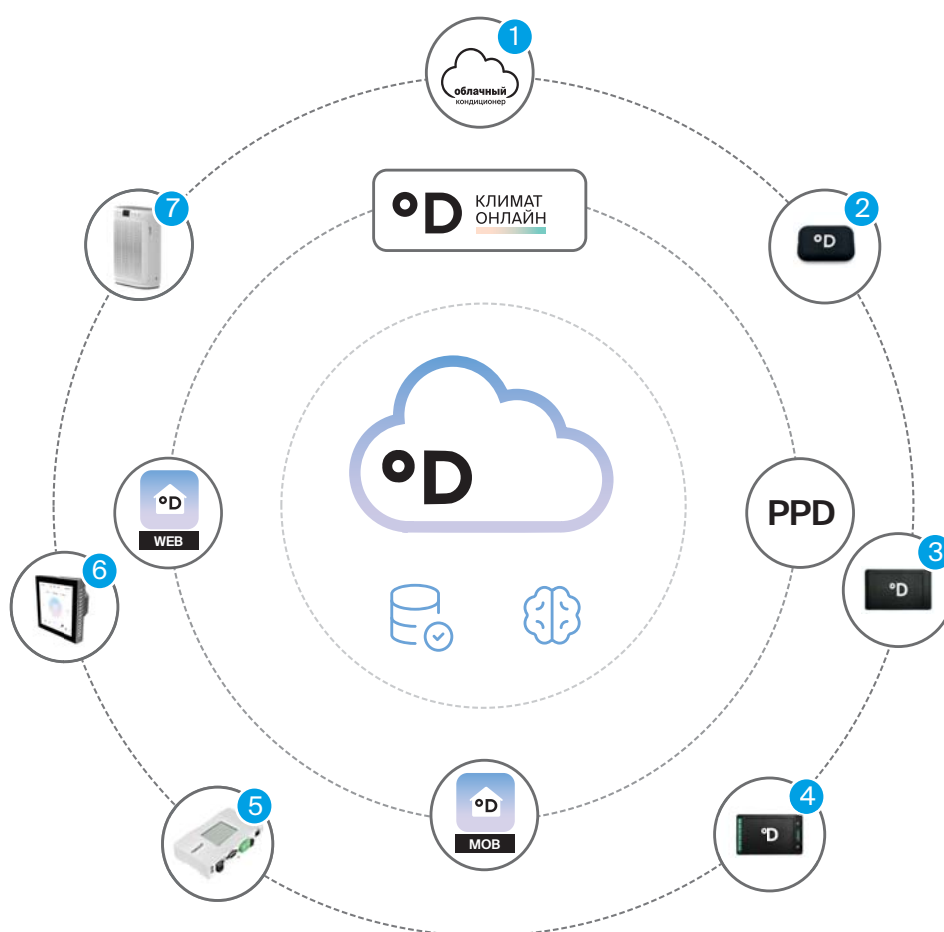 1
облачный
кондиционер
7
°D
КЛИМАТ
ОНЛАЙН
2
°D
°D
°D
WEB
PPD
3
°D
6
°D
MOB
5
4
°D